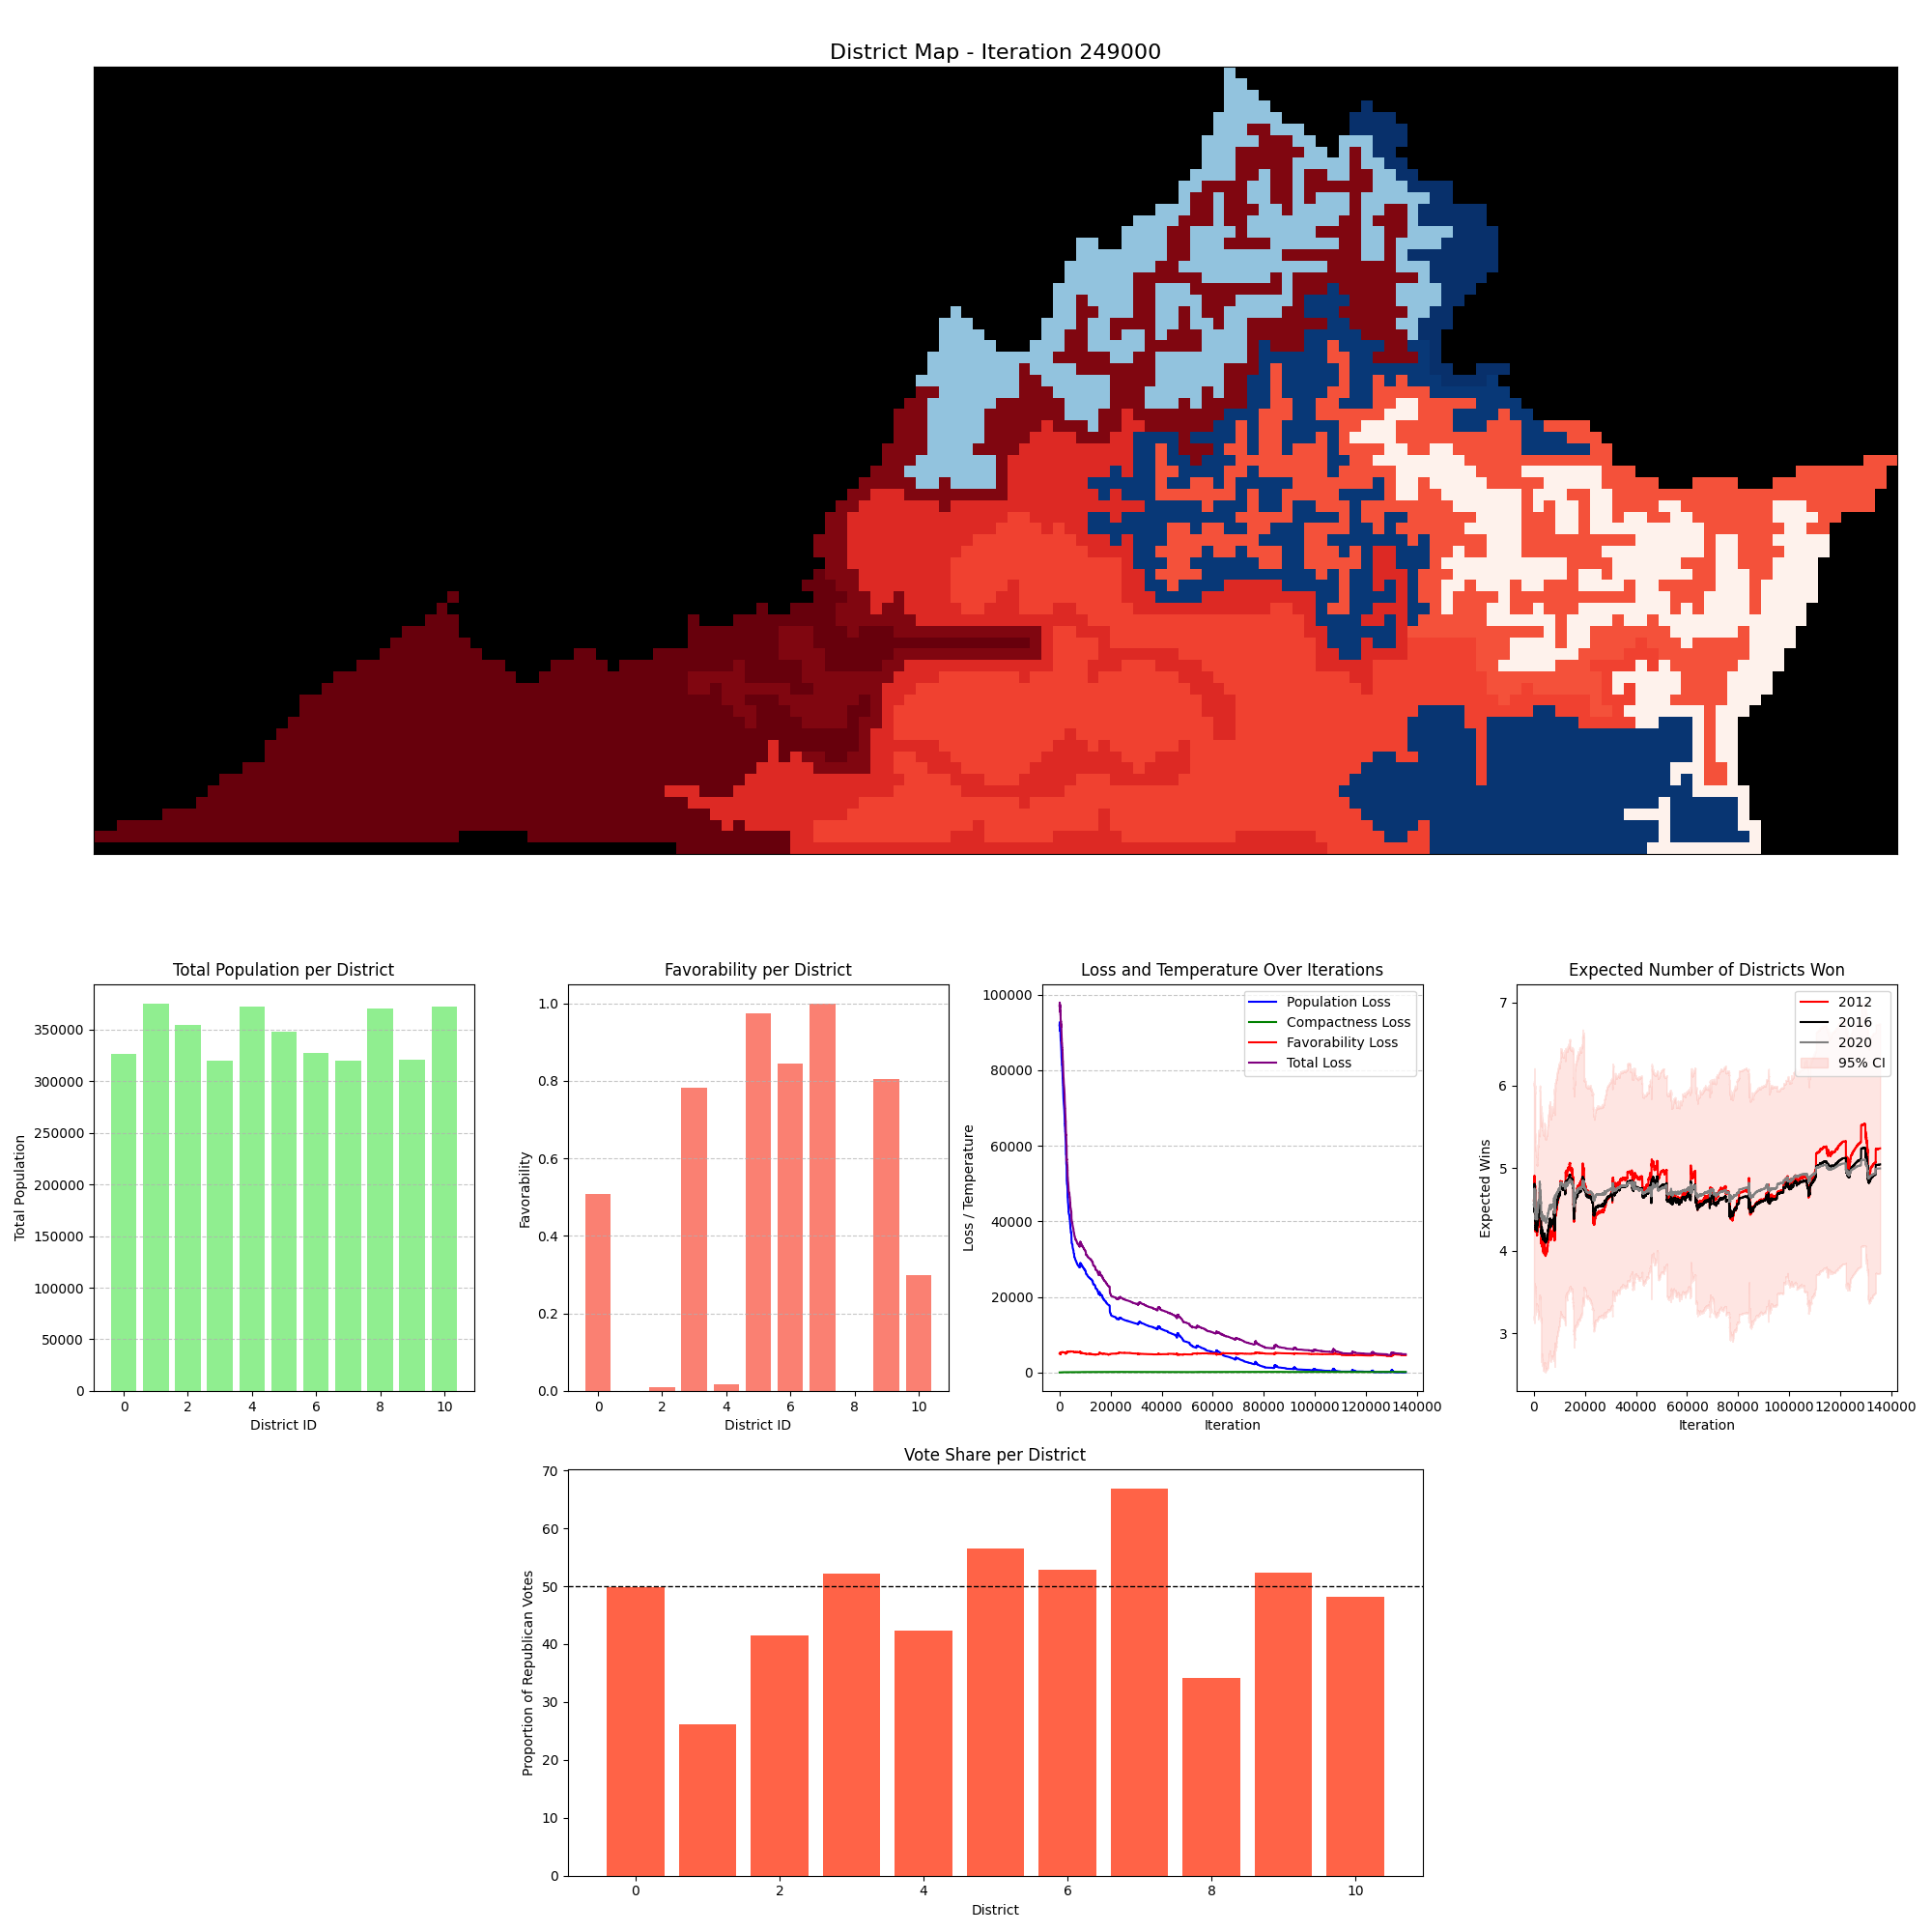 District Map - Iteration 249000
Total Population per District
Total Population
350000
300000
250000
200000
150000
100000
50000
0
0 2 4 6 8 10
District ID
Favorability per District
Favorability
1.0
0.8
0.6
0.4
0.2
0.0
0 2 4 6 8 10
District ID
Loss and Temperature Over Iterations
Loss / Temperature
100000
80000
60000
40000
20000
0
Population Loss
Compactness Loss
Favorability Loss
Total Loss
0 20000 40000 60000 80000 100000 120000 140000
Iteration
Expected Number of Districts Won
Expected Wins
7
6
5
4
3
2012
2016
2020
95% CI
0 20000 40000 60000 80000 100000 120000 140000
Iteration
Vote Share per District
Proportion of Republican Votes
70
60
50
40
30
20
10
0
0 2 4 6 8 10
District